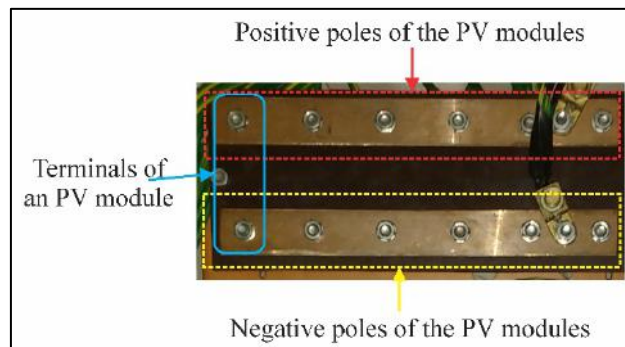 Positive poles of the PV modules
Terminals of
an PV module
Negative poles of the PV modules